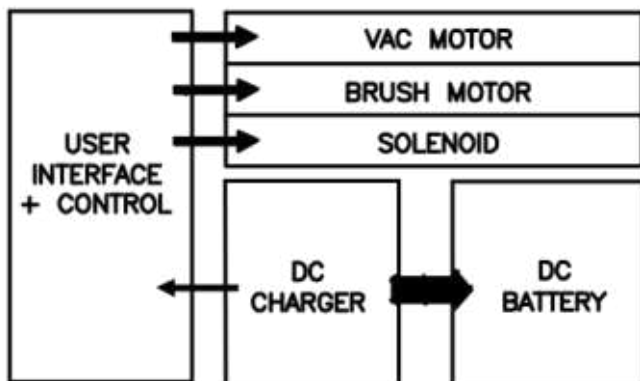 VAC MOTOR
BRUSH MOTOR
SOLENOID
USER
INTERFACE
+ CONTROL
DC
CHARGER
DC
BATTERY